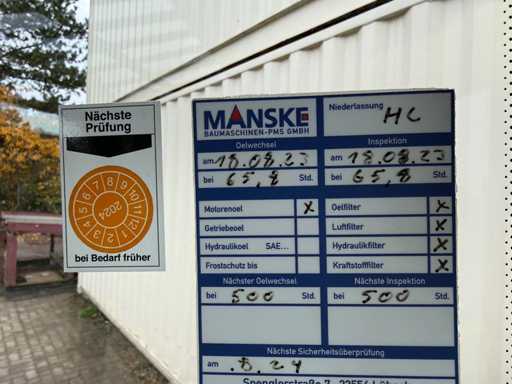 Nächste
Prüfung
7 8 9 10 11 12 1 2 3 4 5 6
2024
bei Bedarf früher
MANSKE
BAUMASCHINEN-PMS GMBH
Niederlassung HL
Oelwechsel Inspektion
am 18.08.23 am 18.08.23
bei 65,8 Std. bei 65,8 Std.
Motorenoel X Oelfilter X
Getriebeoel Luftfilter X
Hydraulikoel SAE... Hydraulikfilter X
Frostschutz bis Kraftstofffilter X
Nächster Oelwechsel Nächste Inspektion
bei 500 Std. bei 500 Std.
Nächste Sicherheitsüberprüfung
am .8.24